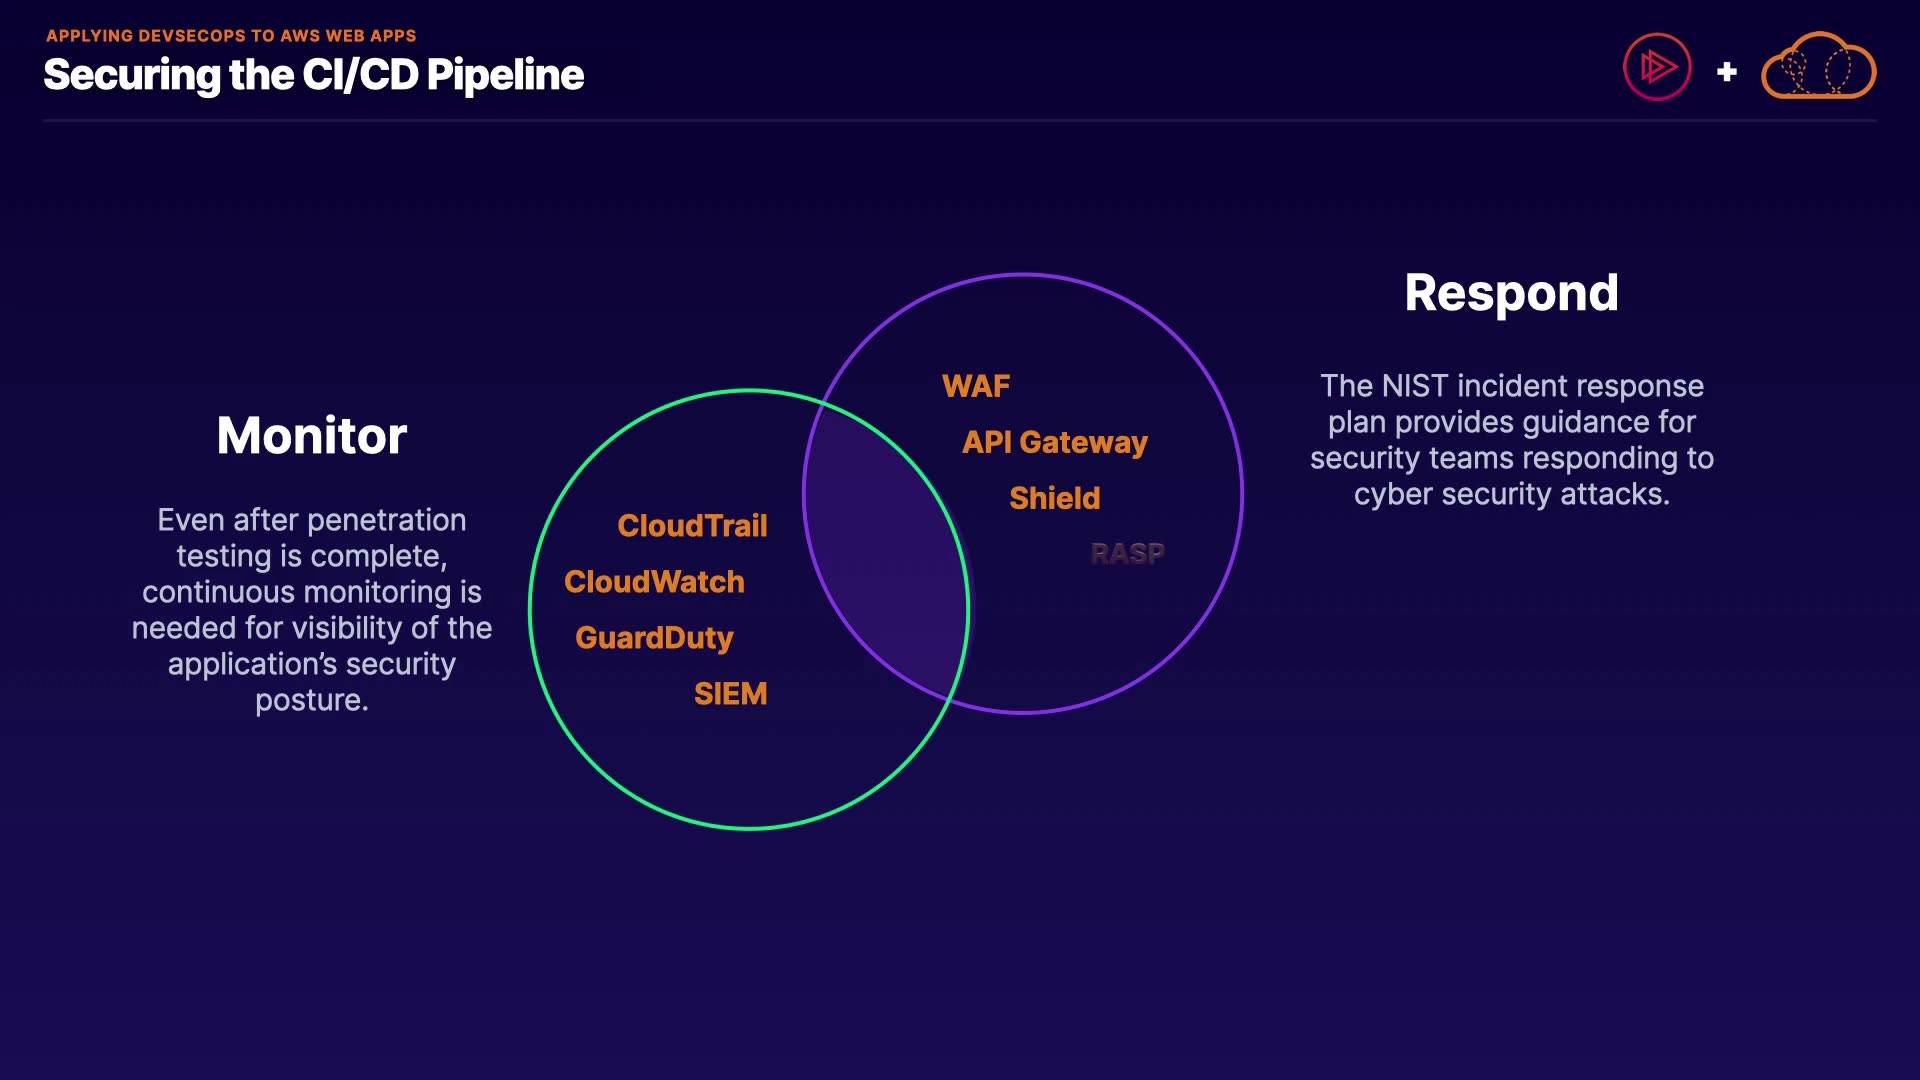 APPLYING DEVSECOPS TO AWS WEB APPS
Securing the CI/CD Pipeline
Monitor
Even after penetration
testing is complete,
continuous monitoring is
needed for visibility of the
application’s security
posture.
CloudTrail
CloudWatch
GuardDuty
SIEM
WAF
API Gateway
Shield
RASP
Respond
The NIST incident response
plan provides guidance for
security teams responding to
cyber security attacks.